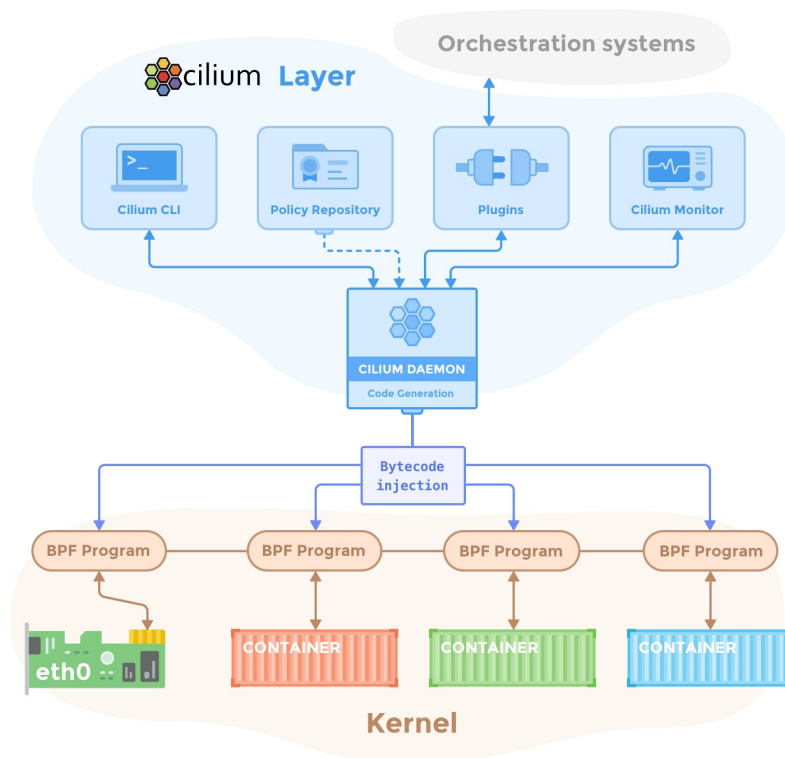 Orchestration systems
cilium Layer
>_
Cilium CLI
Policy Repository
Plugins
Cilium Monitor
CILIUM DAEMON
Code Generation
Bytecode
injection
BPF Program
BPF Program
BPF Program
BPF Program
eth0
CONTAINER
CONTAINER
CONTAINER
Kernel